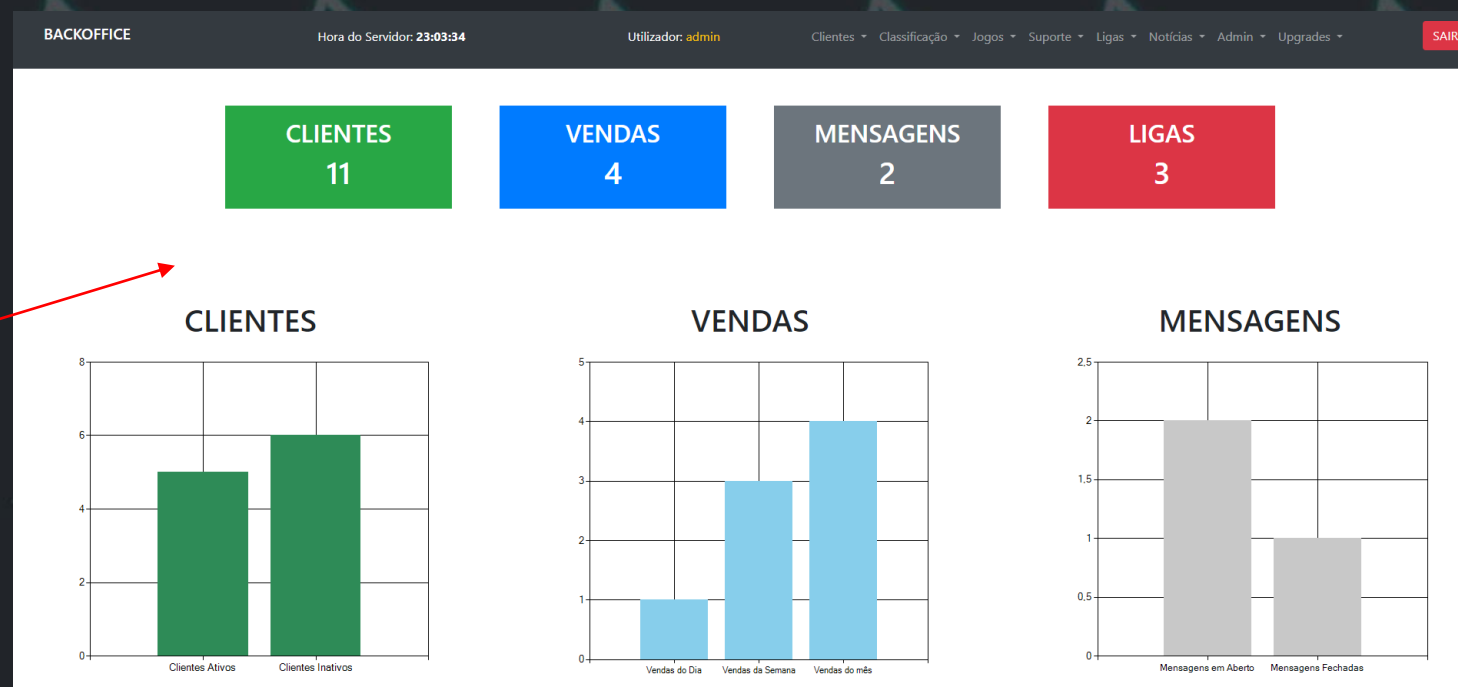 BACKOFFICE
Hora do Servidor: 23:03:34
Utilizador: admin
Clientes Classificação Jogos Suporte Ligas Notícias Admin Upgrades
SAIR
CLIENTES
11
VENDAS
4
MENSAGENS
2
LIGAS
3
CLIENTES
8
6
4
2
0
Clientes Ativos Clientes Inativos
VENDAS
5
4
3
2
1
0
Vendas do Dia Vendas da Semana Vendas do mês
MENSAGENS
2,5
2
1,5
1
0,5
0
Mensagens em Aberto Mensagens Fechadas